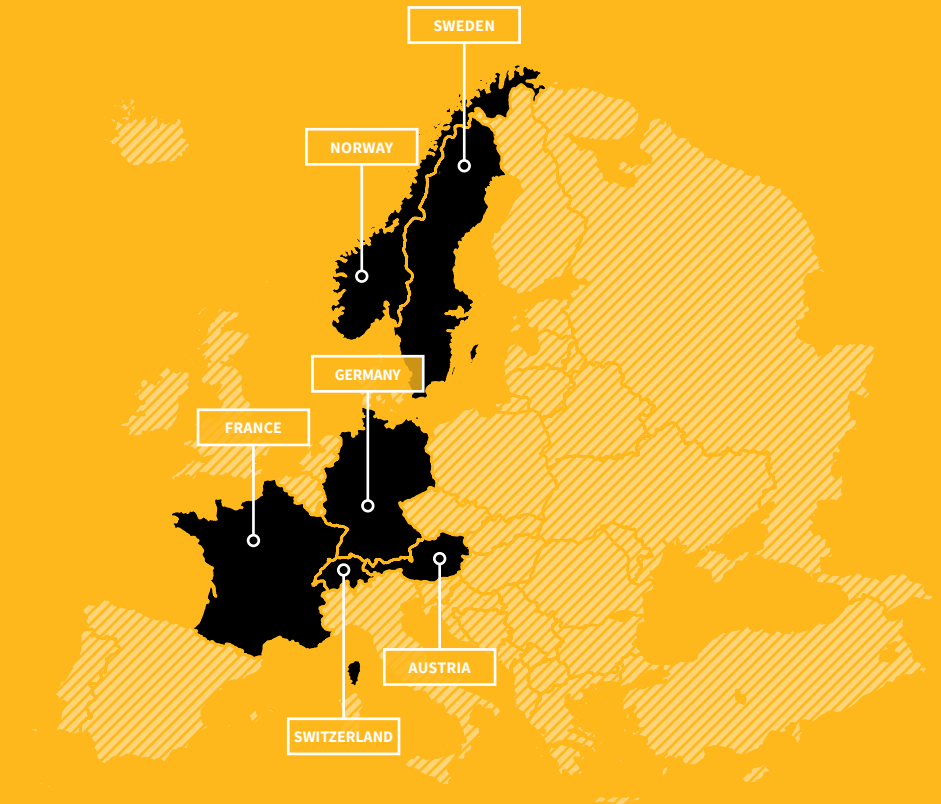 SWEDEN
NORWAY
GERMANY
FRANCE
AUSTRIA
SWITZERLAND